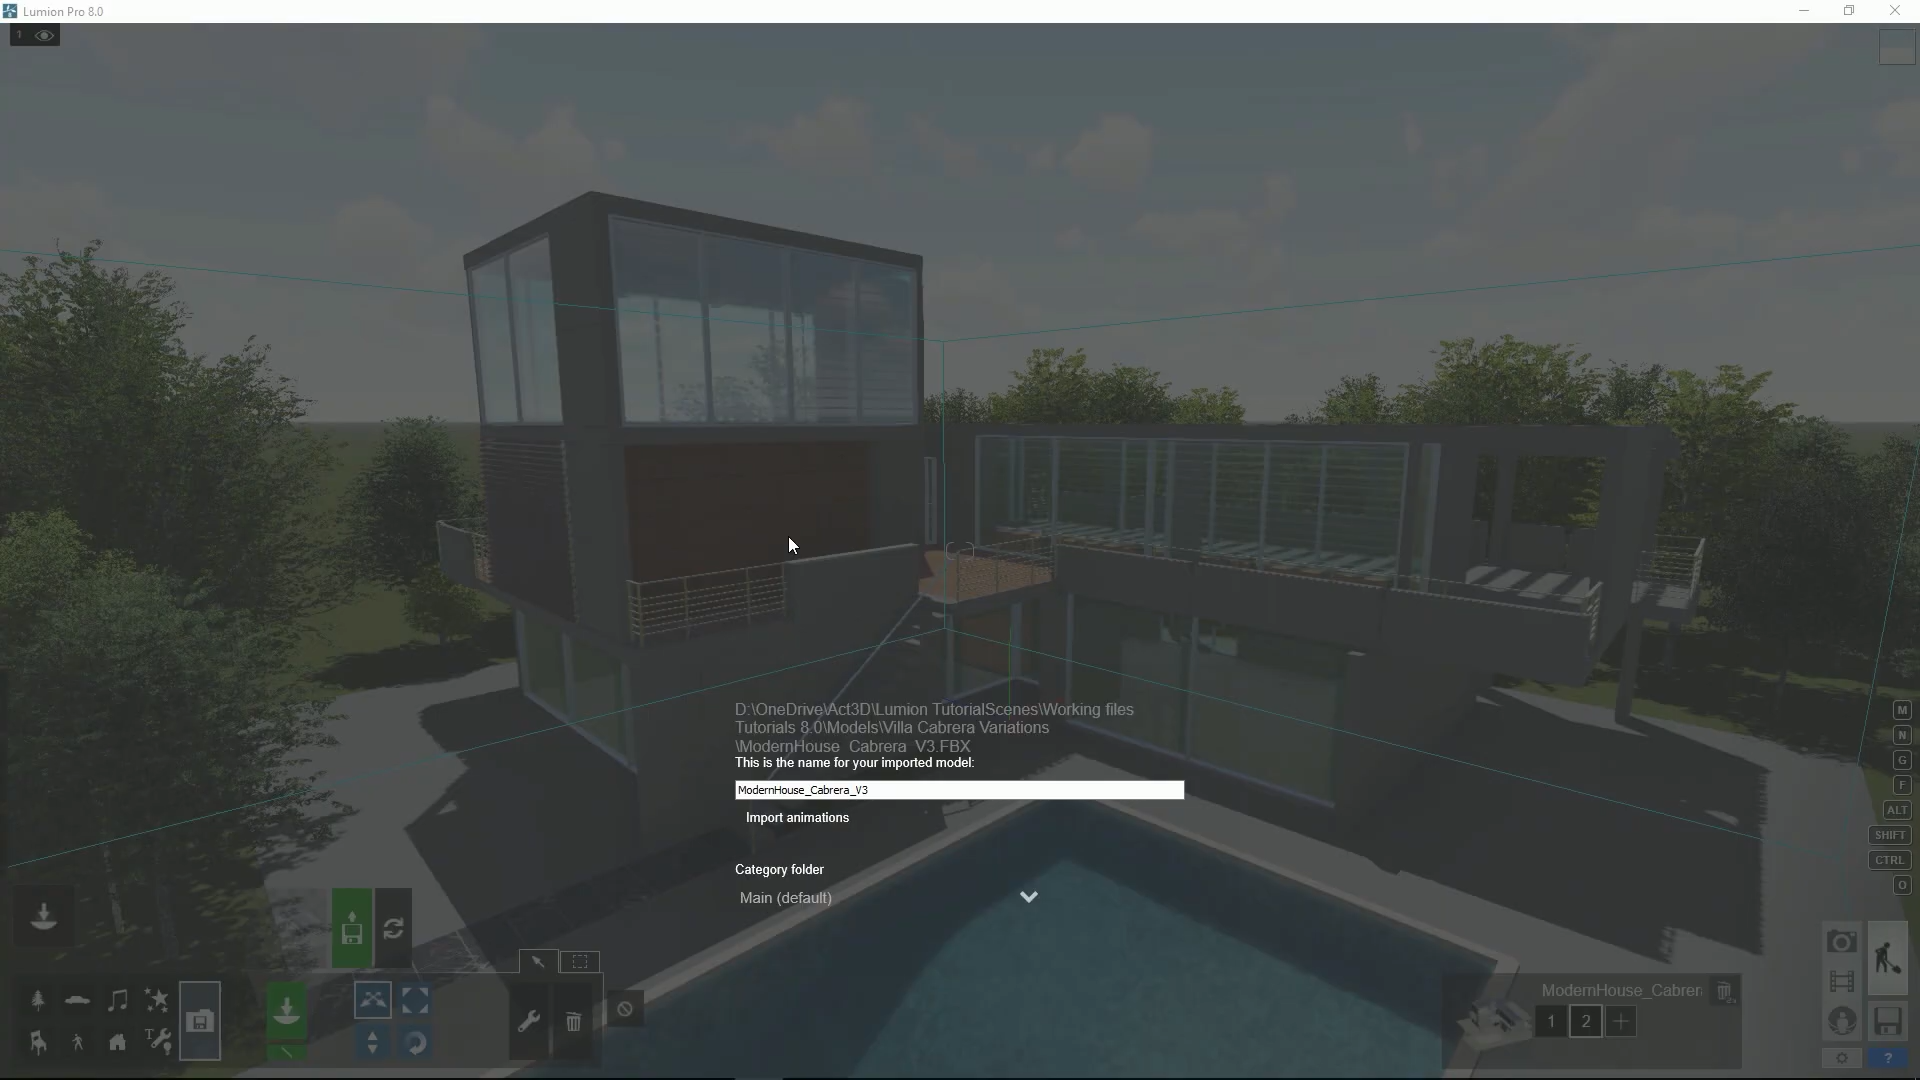 Lumion Pro 8.0
1
D:\OneDrive\Act3D\Lumion TutorialScenes\Working files
Tutorials 8.0\Models\Villa Cabrera Variations
\ModernHouse_Cabrera_V3.FBX
This is the name for your imported model:
ModernHouse_Cabrera_V3
Import animations
Category folder
Main (default)
M
N
G
F
ALT
SHIFT
CTRL
O
ModernHouse_Cabrer
1 2 +
T
?